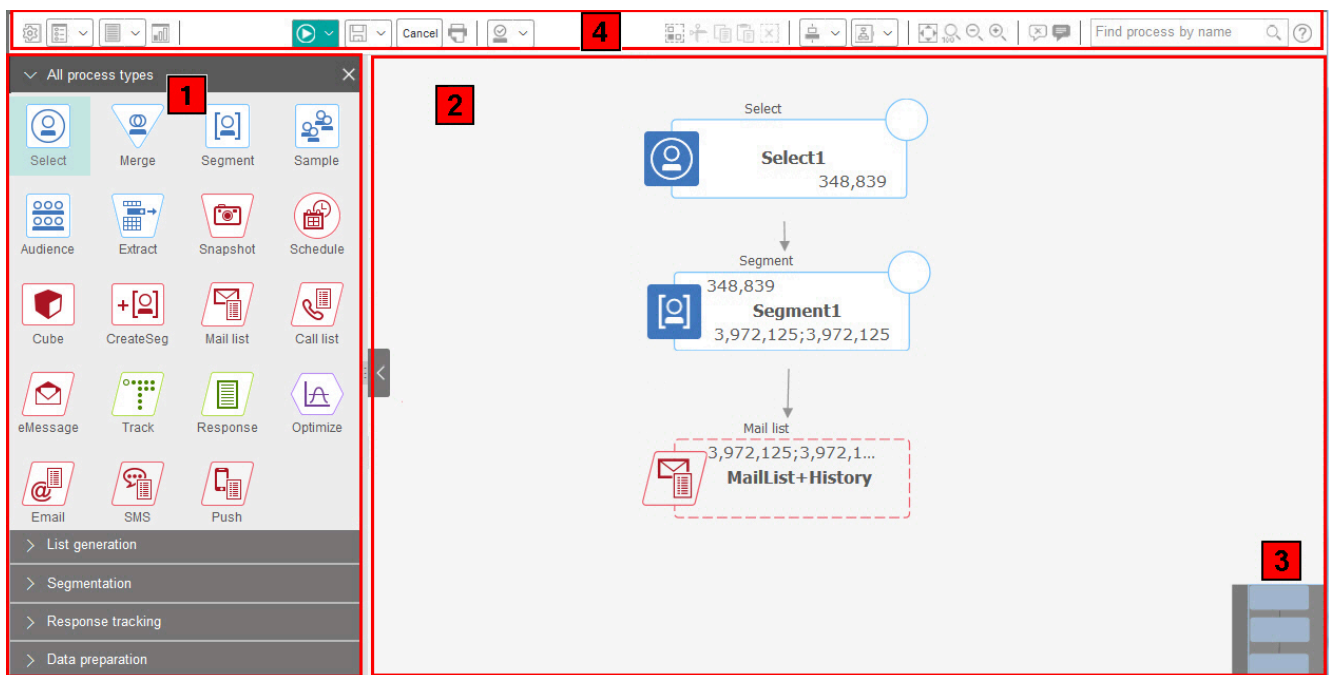 100
Cancel
4
Find process by name
?
All process types
1
Select
Merge
Segment
Sample
Audience
Extract
Snapshot
Schedule
Cube
CreateSeg
Mail list
Call list
eMessage
Track
Response
Optimize
Email
SMS
Push
List generation
Segmentation
Response tracking
Data preparation
2
Select
Select1
348,839
Segment
348,839
Segment1
3,972,125;3,972,125
Mail list
3,972,125;3,972,1...
MailList+History
3